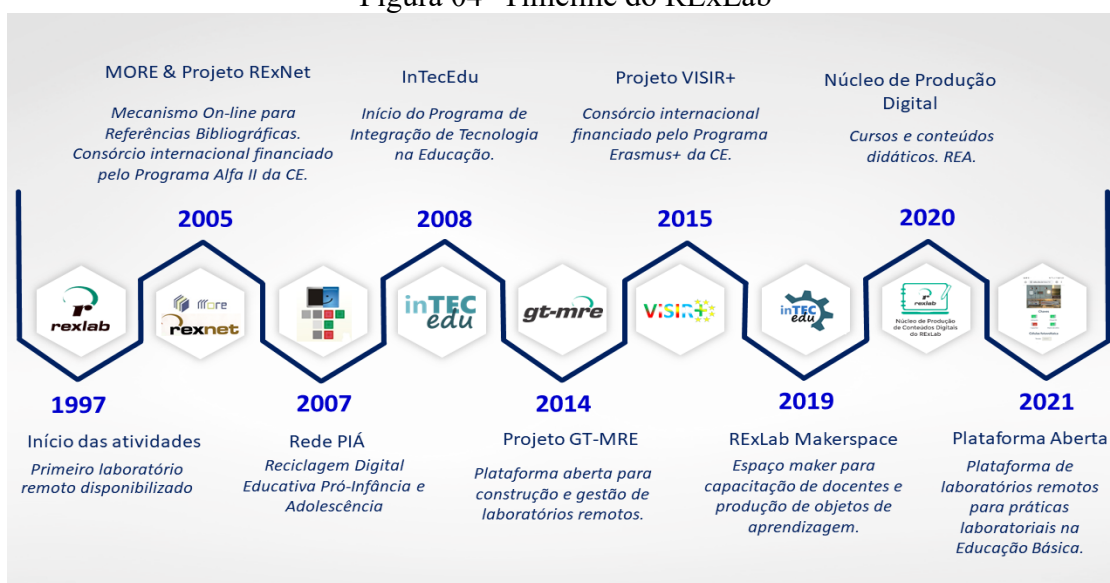 Figura 04- Timeline do RExLab
MORE & Projeto RExNet
Mecanismo On-line para
Referências Bibliográficas.
Consórcio internacional financiado
pelo Programa Alfa II da CE.
InTecEdu
Início do Programa de
Integração de Tecnologia
na Educação.
Projeto VISIR+
Consórcio internacional
financiado pelo Programa
Erasmus+ da CE.
Núcleo de Produção
Digital
Cursos e conteúdos
didáticos. REA.
2005
2008
2015
2020
r
rexlab
more
rexnet
inTEC
edu
gt-mre
VISIR+
inTEC
edu
r
rexlab
Núcleo de Produção
de Conteúdos Digitais
do RExLab
1997
2007
2014
2019
2021
Início das atividades
Primeiro laboratório
remoto disponibilizado
Rede PIÁ
Reciclagem Digital
Educativa Pró-Infância e
Adolescência
Projeto GT-MRE
Plataforma aberta para
construção e gestão de
laboratórios remotos.
RExLab Makerspace
Espaço maker para
capacitação de docentes e
produção de objetos de
aprendizagem.
Plataforma Aberta
Plataforma de
laboratórios remotos
para práticas
laboratoriais na
Educação Básica.